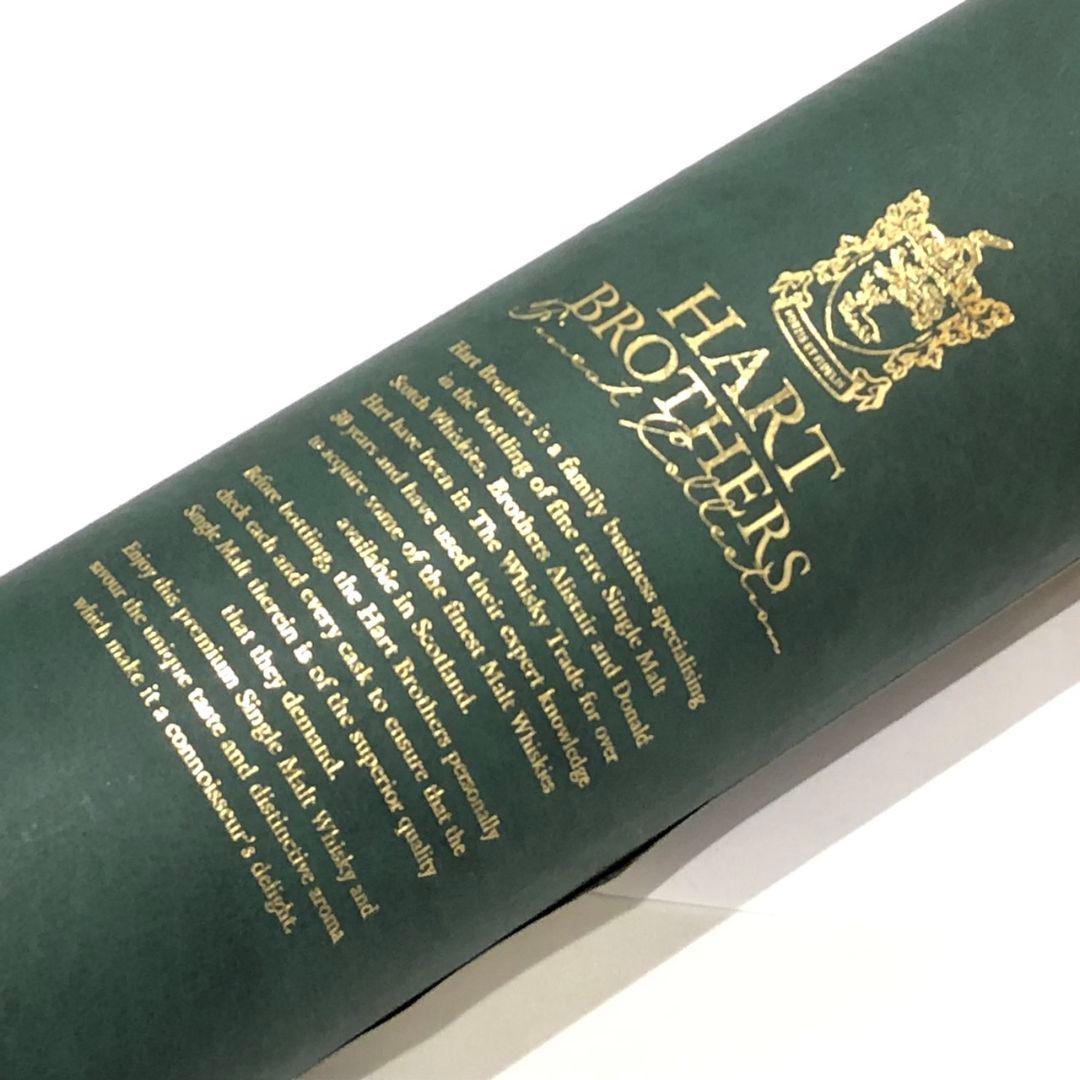 HART
BROTHERS
Finest Collection
Hart Brothers is a family business specialising
in the bottling of fine rare Single Malt
Scotch Whiskies. Brothers Alistair and Donald
Hart have been in The Whisky Trade for over
30 years and have used their expert knowledge
to acquire some of the finest Malt Whiskies
available in Scotland.
Before bottling, the Hart Brothers personally
check each and every cask to ensure that the
Single Malt therein is of the superior quality
that they demand.
Enjoy this premium Single Malt Whisky and
savour the unique taste and distinctive aroma
which make it a connoisseur's delight.